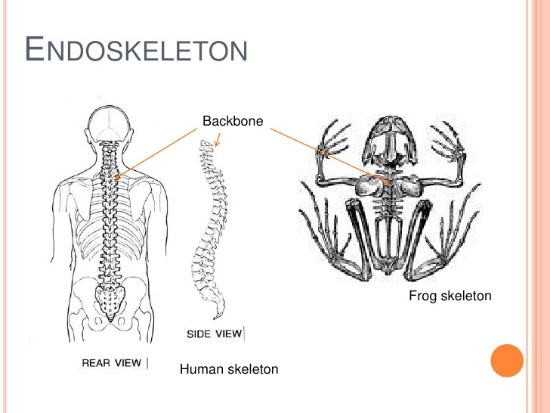 ENDOSKELETON
Backbone
Frog skeleton
SIDE VIEW
REAR VIEW
Human skeleton